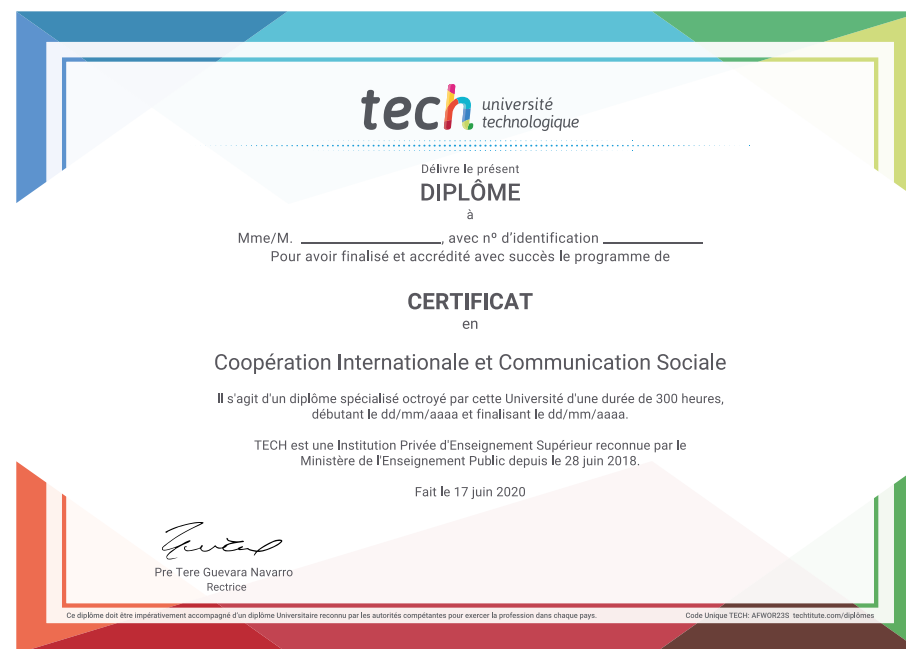 tech université
technologique
Délivre le présent
DIPLÔME
à
Mme/M. ____________________, avec nº d'identification ______________
Pour avoir finalisé et accrédité avec succès le programme de
CERTIFICAT
en
Coopération Internationale et Communication Sociale
Il s'agit d'un diplôme spécialisé octroyé par cette Université d'une durée de 300 heures,
débutant le dd/mm/aaaa et finalisant le dd/mm/aaaa.
TECH est une Institution Privée d'Enseignement Supérieur reconnue par le
Ministère de l'Enseignement Public depuis le 28 juin 2018.
Fait le 17 juin 2020
Pre Tere Guevara Navarro
Rectrice
Ce diplôme doit être impérativement accompagné d'un diplôme Universitaire reconnu par les autorités compétantes pour exercer la profession dans chaque pays.
Code Unique TECH: AFWOR23S techtitute.com/diplômes